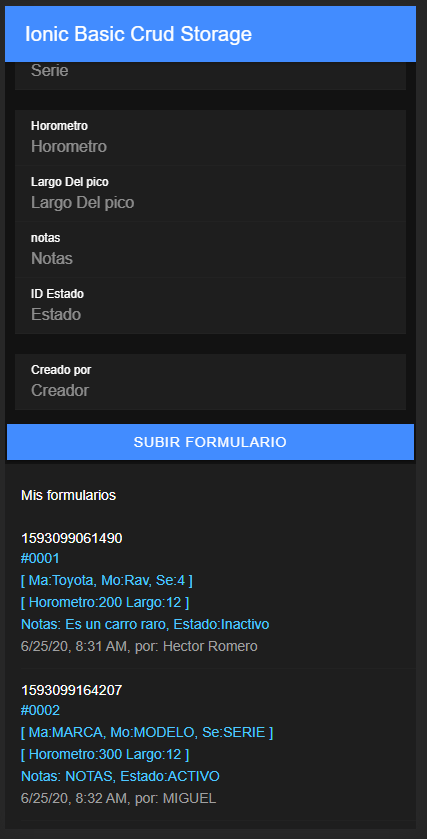 Ionic Basic Crud Storage
Serie
Horometro
Horometro
Largo Del pico
Largo Del pico
notas
Notas
ID Estado
Estado
Creado por
Creador
SUBIR FORMULARIO
Mis formularios
1593099061490
#0001
[ Ma:Toyota, Mo:Rav, Se:4 ]
[ Horometro:200 Largo:12 ]
Notas: Es un carro raro, Estado:Inactivo
6/25/20, 8:31 AM, por: Hector Romero
1593099164207
#0002
[ Ma:MARCA, Mo:MODELO, Se:SERIE ]
[ Horometro:300 Largo:12 ]
Notas: NOTAS, Estado:ACTIVO
6/25/20, 8:32 AM, por: MIGUEL